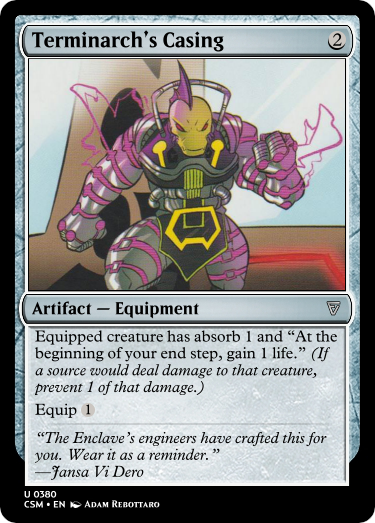 Terminarch's Casing 2
Artifact — Equipment
Equipped creature has absorb 1 and “At the
beginning of your end step, gain 1 life.” (If
a source would deal damage to that creature,
prevent 1 of that damage.)
Equip 1
“The Enclave's engineers have crafted this for
you. Wear it as a reminder.”
—Jansa Vi Dero
U 0380
CSM • EN Adam Rebottaro